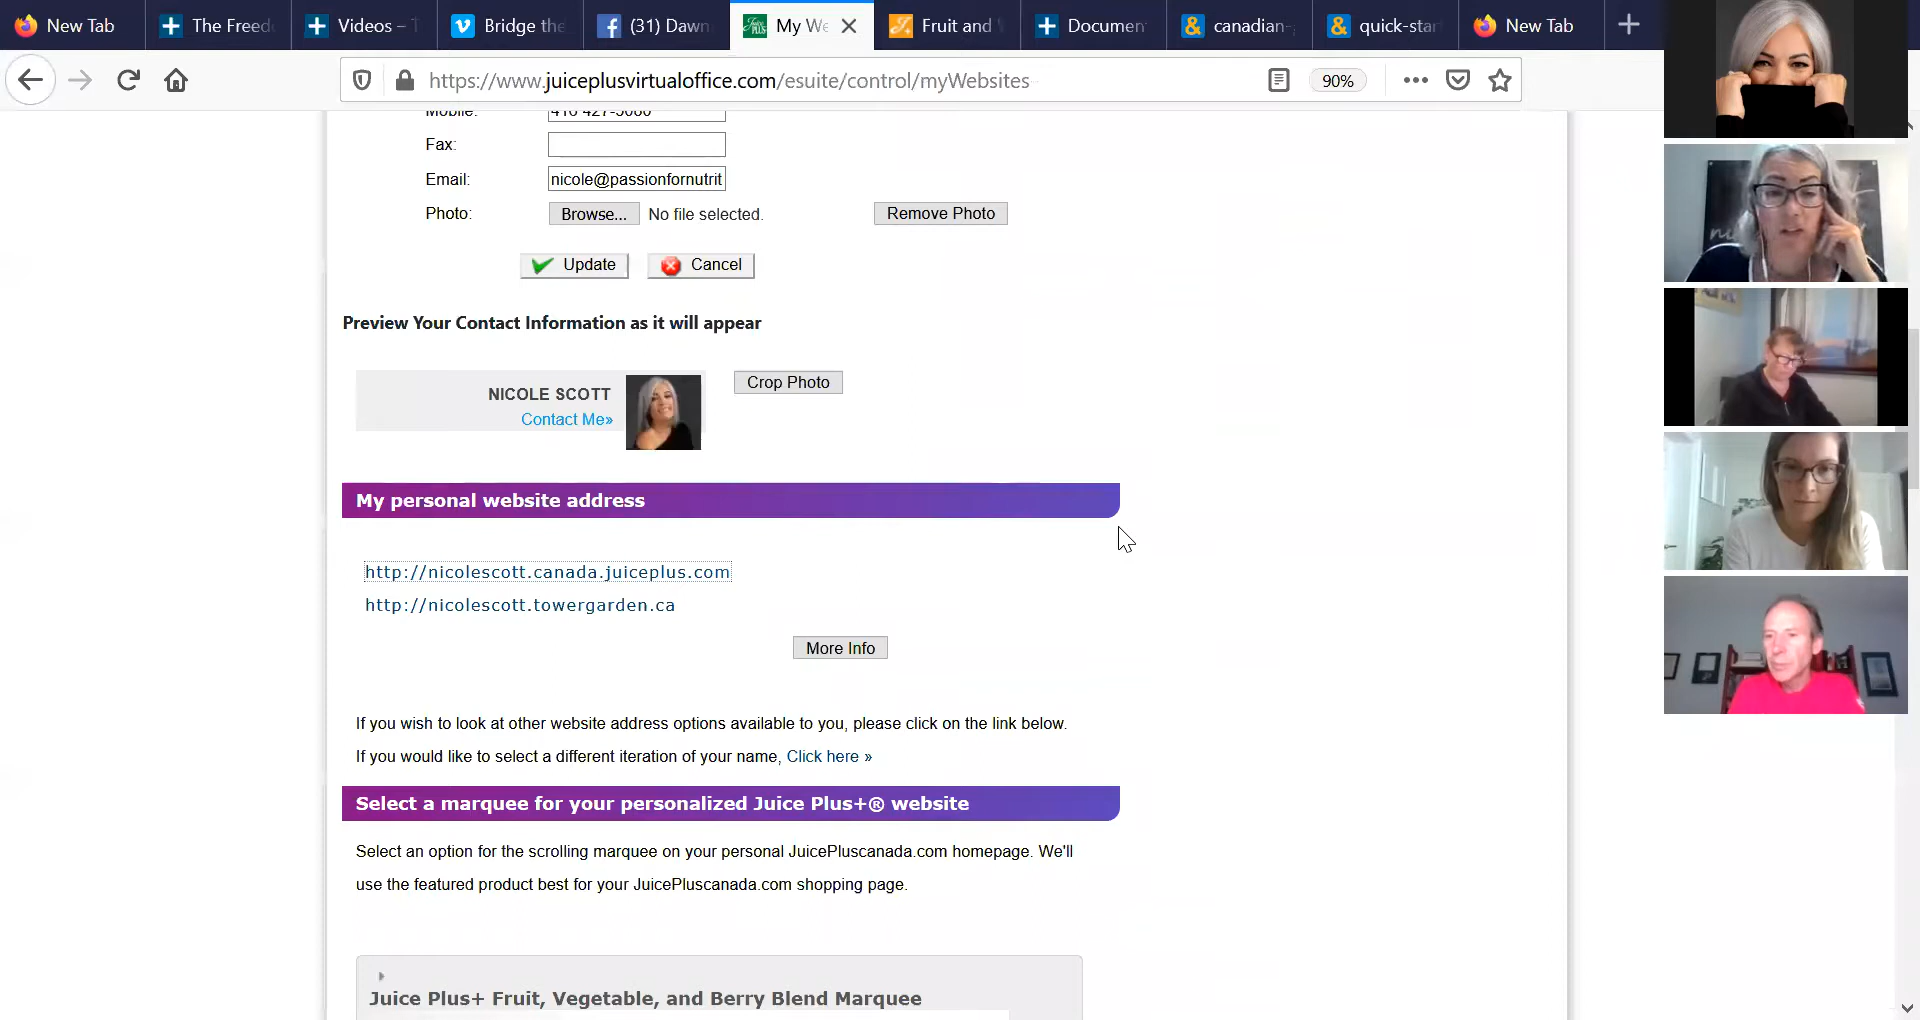 New Tab
The Freed
Videos –
Bridge the
(31) Dawn
My We
Fruit and
Document
canadian-
quick-star
New Tab
https://www.juiceplusvirtualoffice.com/esuite/control/myWebsites
90%
Mobile:
Fax:
Email: nicole@passionfornutrit
Photo: Browse... No file selected. Remove Photo
Update Cancel
Preview Your Contact Information as it will appear
NICOLE SCOTT
Contact Me»
Crop Photo
My personal website address
http://nicolescott.canada.juiceplus.com
http://nicolescott.towergarden.ca
More Info
If you wish to look at other website address options available to you, please click on the link below.
If you would like to select a different iteration of your name, Click here »
Select a marquee for your personalized Juice Plus+® website
Select an option for the scrolling marquee on your personal JuicePluscanada.com homepage. We'll
use the featured product best for your JuicePluscanada.com shopping page.
Juice Plus+ Fruit, Vegetable, and Berry Blend Marquee